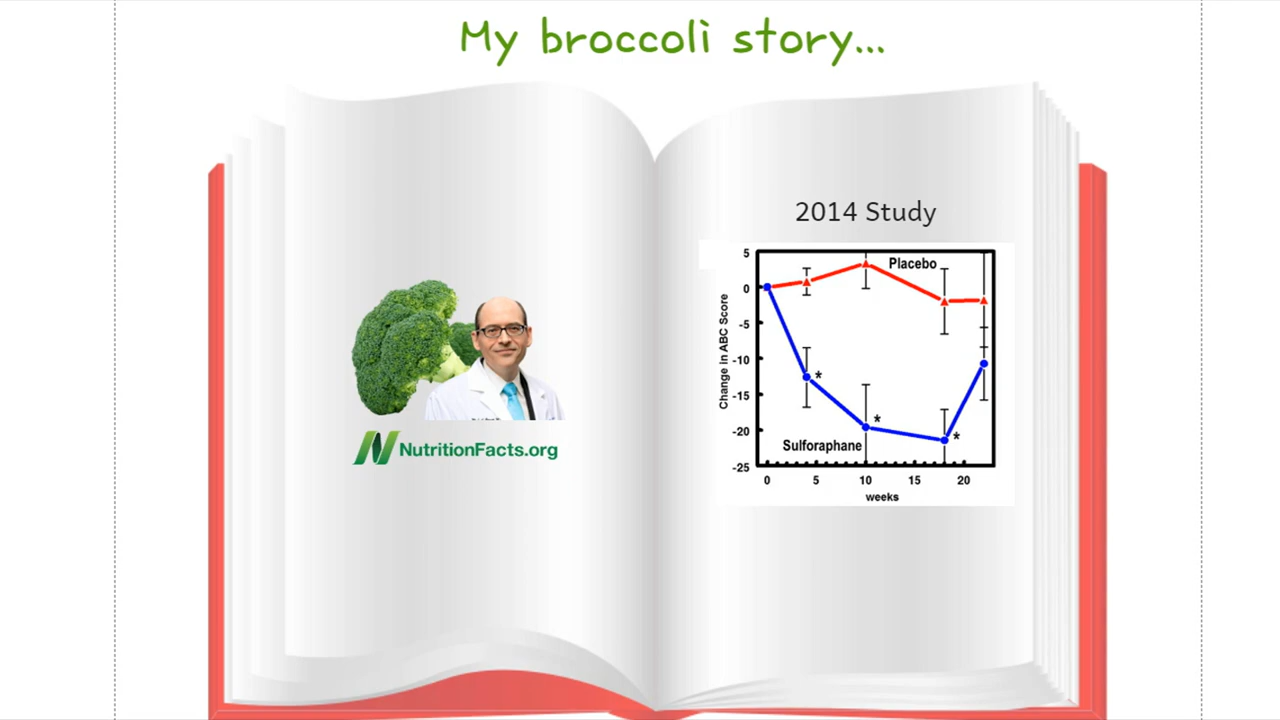 My broccoli story...
NutritionFacts.org
2014 Study
5
0
-5
-10
-15
-20
-25
Change in ABC Score
Placebo
*
*
*
Sulforaphane
0 5 10 15 20
weeks